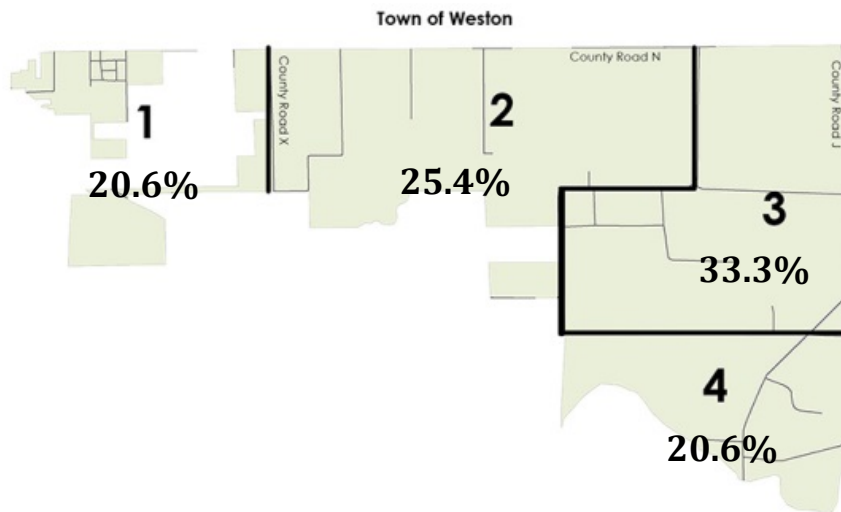 Town of Weston
County Road N
County Road X
County Road J
1
2
20.6%
25.4%
3
33.3%
4
20.6%